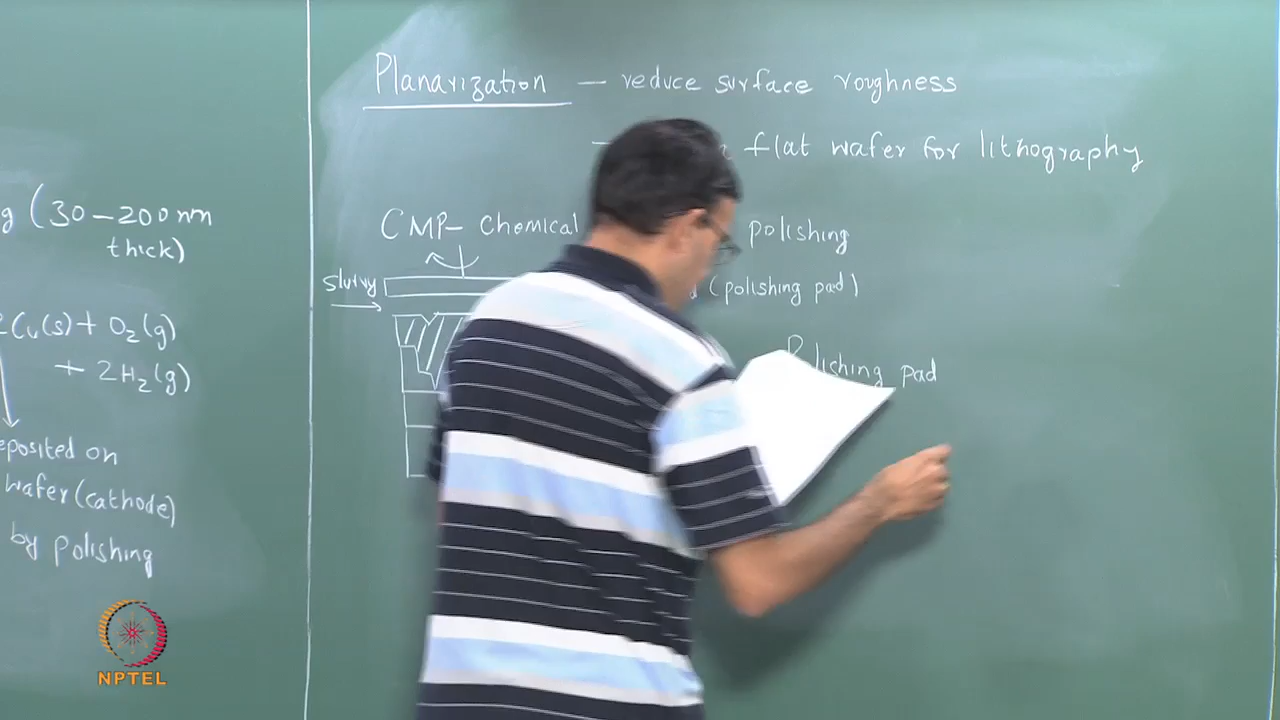 g (30-200 nm
thick)
2Cu(s) + O2(g)
+ 2H2(g)
eposited on
wafer (cathode)
by polishing
Planarization - reduce surface roughness
- flat wafer for lithography
CMP- Chemical polishing
slurry (polishing pad)
Polishing pad
NPTEL